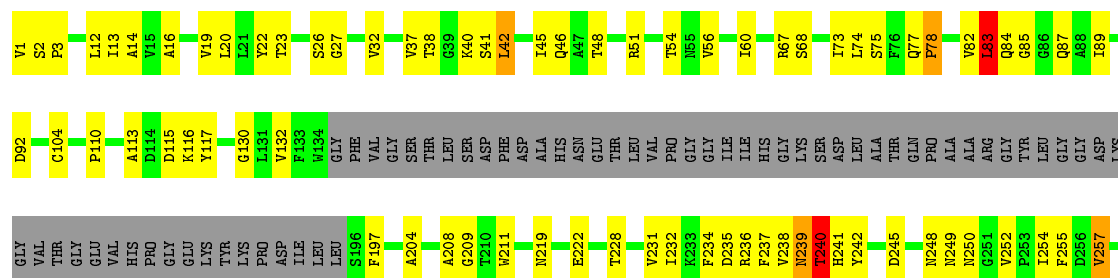 V1 S2 P3 L12 I13 A14 V15 A16 V19 L20 L21 Y22 T23 S26 G27 V32 V37 T38 G39 K40 S41 L42 I45 Q46 A47 T48 R51 T54 N55 V56 I60 R67 S68 I73 L74 S75 F76 Q77 P78 V82 L83 Q84 G85 G86 Q87 A88 I89
D92 C104 P110 A113 D114 D115 K116 Y117 G130 L131 V132 F133 W134 GLY PHE VAL GLY SER THR LEU SER ASP PHE ASP ALA HIS ASN GLU THR LEU VAL PRO GLY GLY ILE ILE HIS GLY LYS SER ASP LEU ALA THR GLN PRO ALA ALA ARG GLY TYR LEU GLY GLY ASP LYS
GLY VAL THR GLY GLU VAL HIS PRO GLY GLU LYS TYR LYS PRO ASP ILE LEU LEU S196 F197 A204 A208 G209 T210 W211 N219 E222 T228 V231 I232 K233 F234 D235 R236 F237 V238 N239 T240 H241 Y242 D245 N248 N249 N250 G251 V252 P253 I254 F255 D256 V257